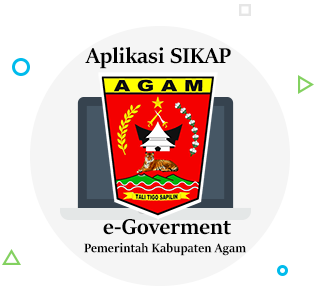 Aplikasi SIKAP
AGAM
TALI TIGO SAPILIN
e-Goverment
Pemerintah Kabupaten Agam